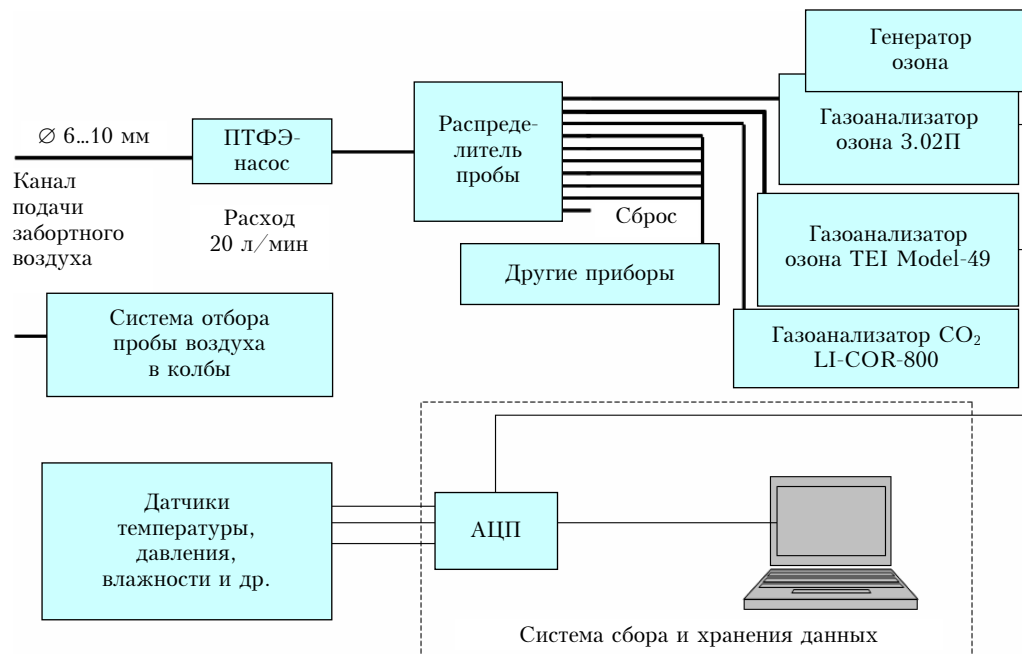 Генератор
озона
Газоанализатор
озона 3.02П
Распреде-
литель
пробы
∅ 6...10 мм
ПТФЭ-
насос
Канал
подачи
забортного
воздуха
Расход
20 л/мин
Сброс
Газоанализатор
озона TEI Model-49
Другие приборы
Система отбора
пробы воздуха
в колбы
Газоанализатор CO₂
LI-COR-800
Датчики
температуры,
давления,
влажности и др.
АЦП
Система сбора и хранения данных